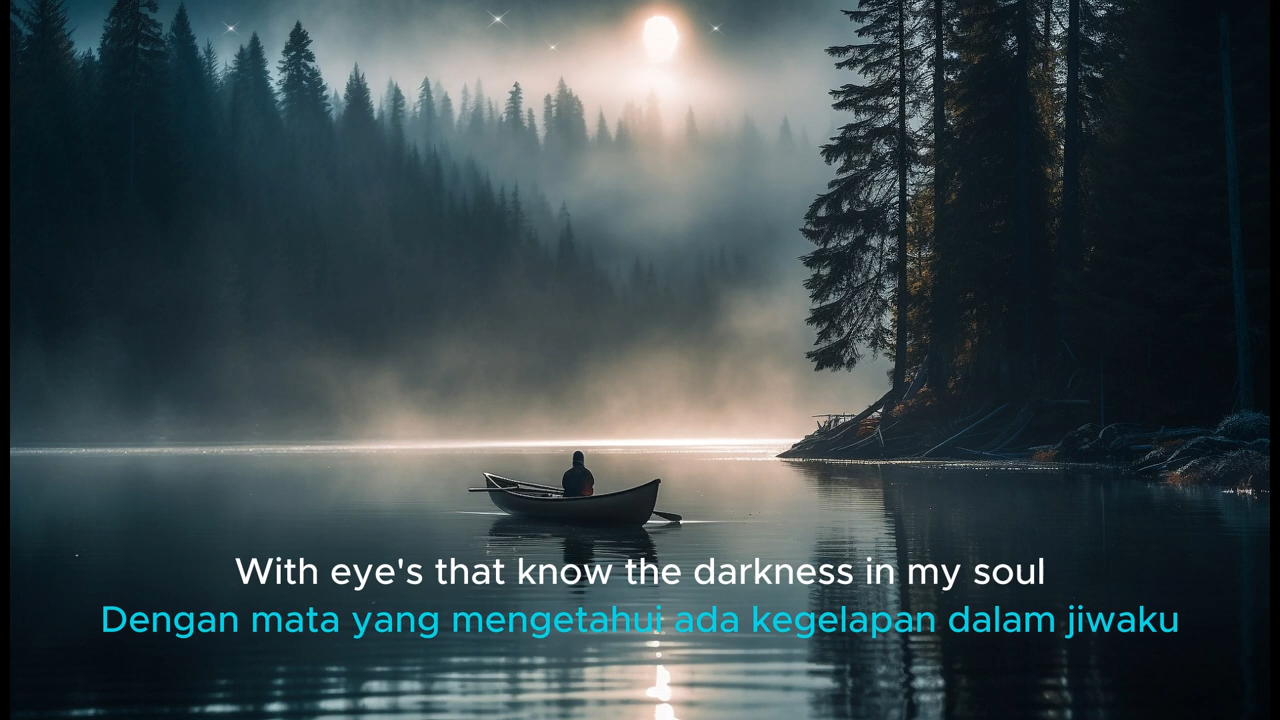 With eye's that know the darkness in my soul
Dengan mata yang mengetahui ada kegelapan dalam jiwaku